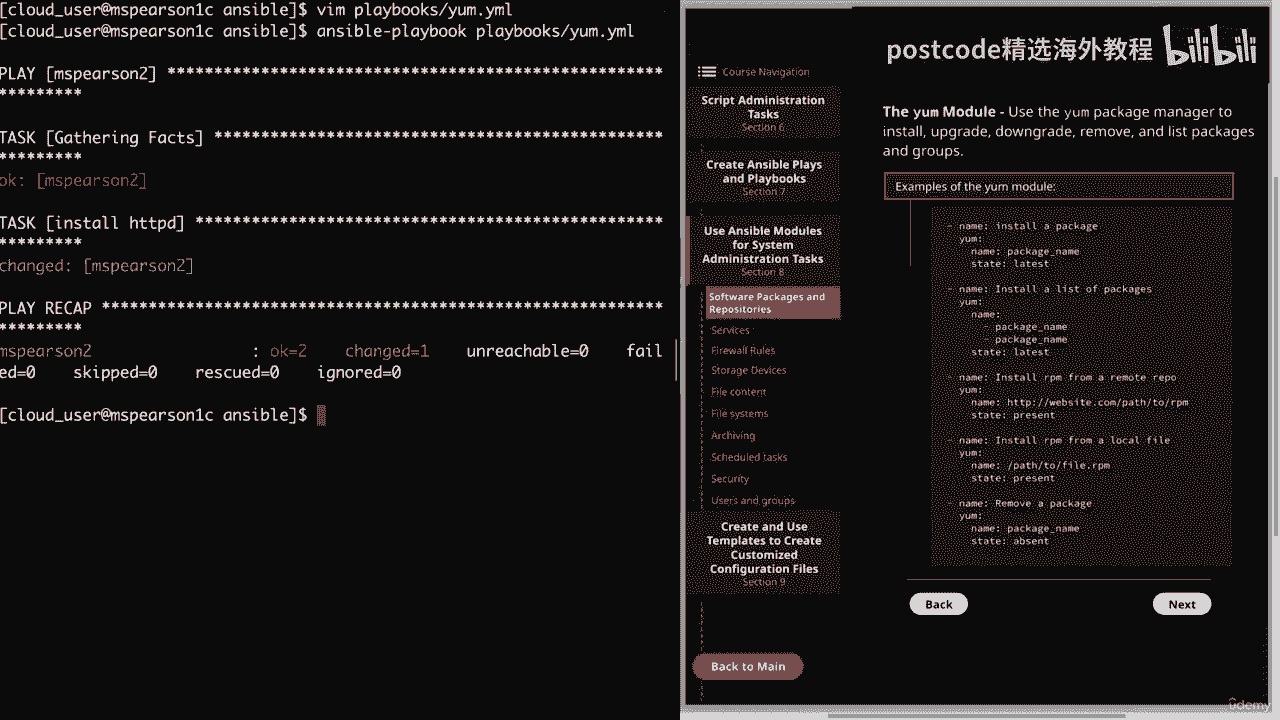 [cloud_user@mspearson1c ansible]$ vim playbooks/yum.yml
[cloud_user@mspearson1c ansible]$ ansible-playbook playbooks/yum.yml
PLAY [mspearson2] ***********************************************
*********
TASK [Gathering Facts] ******************************************
*********
ok: [mspearson2]
TASK [install httpd] ********************************************
*********
changed: [mspearson2]
PLAY RECAP ******************************************************
*********
mspearson2 : ok=2 changed=1 unreachable=0 fail
ed=0 skipped=0 rescued=0 ignored=0
[cloud_user@mspearson1c ansible]$
postcode精选海外教程 bilibili
Course Navigation
Script Administration
Tasks
Section 6
Create Ansible Plays
and Playbooks
Section 7
Use Ansible Modules
for System
Administration Tasks
Section 8
Software Packages and
Repositories
Services
Firewall Rules
Storage Devices
File content
File systems
Archiving
Scheduled tasks
Security
Users and groups
Create and Use
Templates to Create
Customized
Configuration Files
Section 9
Back to Main
The yum Module - Use the yum package manager to
install, upgrade, downgrade, remove, and list packages
and groups.
Examples of the yum module:
- name: install a package
yum:
name: package_name
state: latest
- name: Install a list of packages
yum:
name:
- package_name
- package_name
state: latest
- name: Install rpm from a remote repo
yum:
name: http://website.com/path/to/rpm
state: present
- name: Install rpm from a local file
yum:
name: /path/to/file.rpm
state: present
- name: Remove a package
yum:
name: package_name
state: absent
Back
Next
udemy